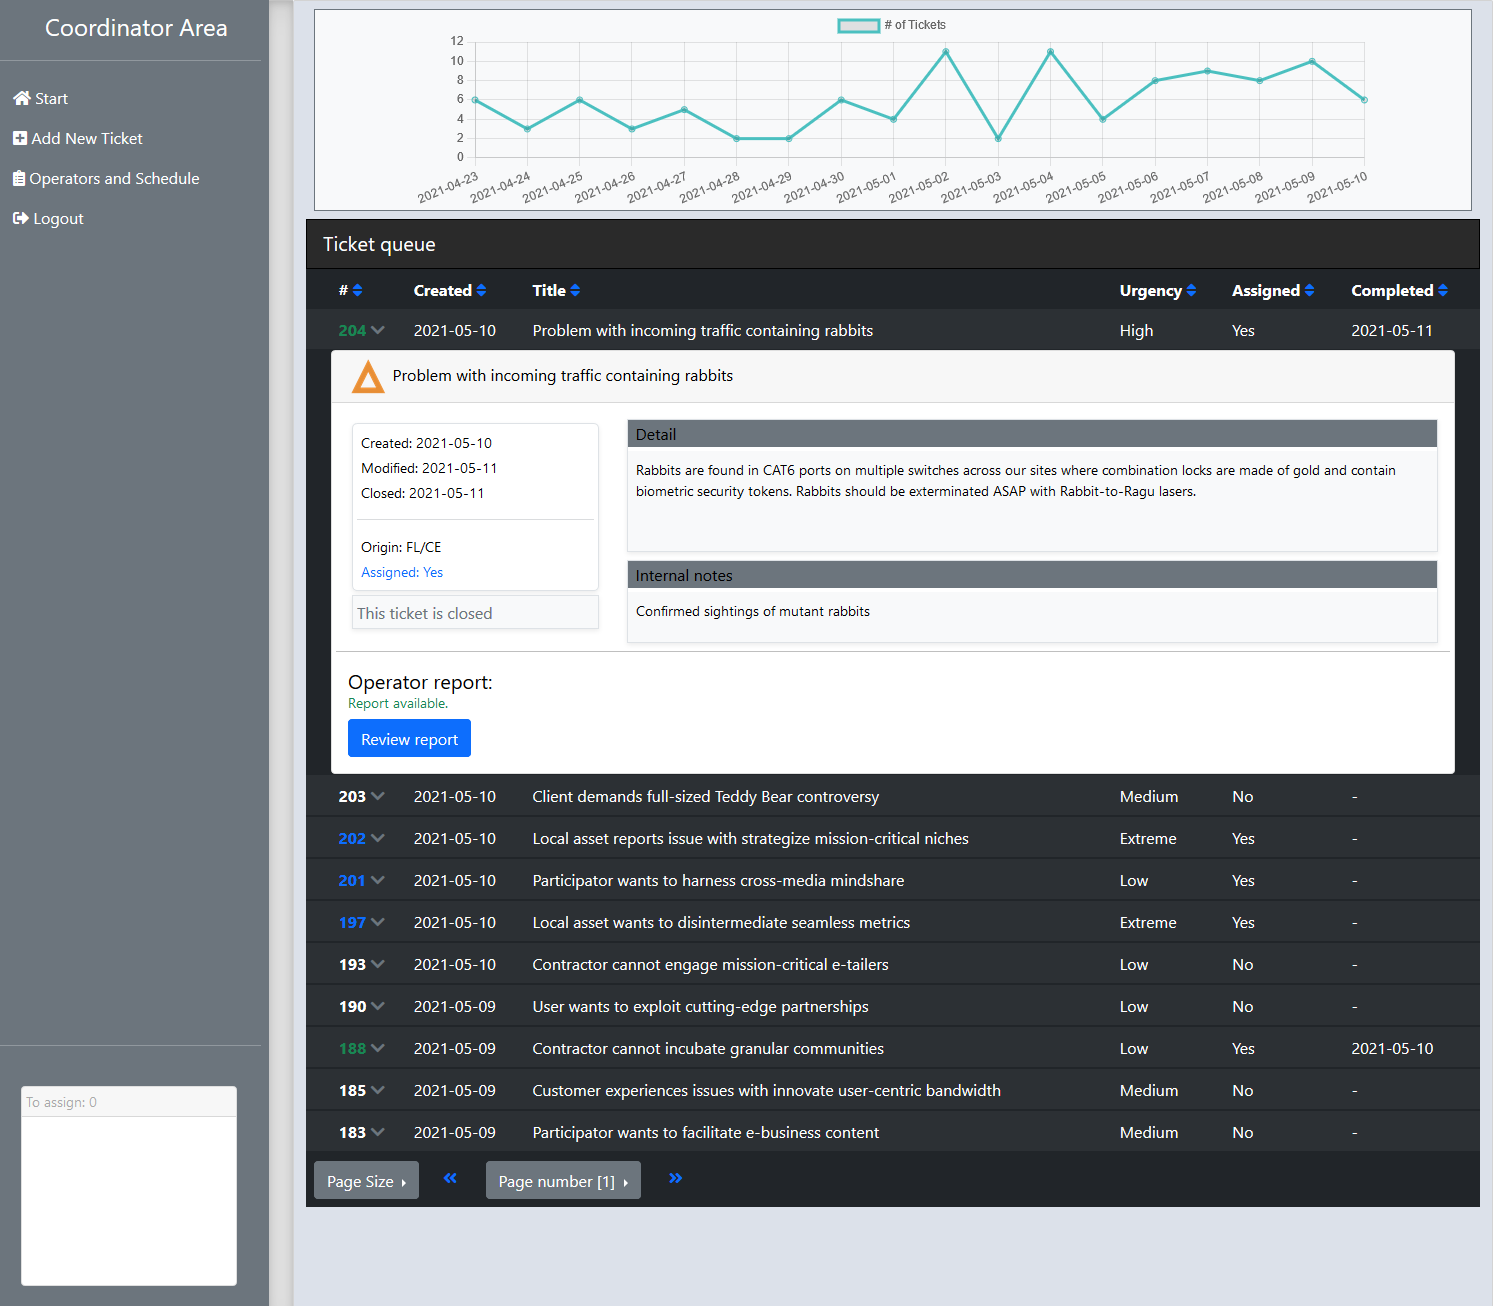 Coordinator Area
Start
Add New Ticket
Operators and Schedule
Logout
To assign: 0
# of Tickets
12
10
8
6
4
2
0
2021-04-23 2021-04-24 2021-04-25 2021-04-26 2021-04-27 2021-04-28 2021-04-29 2021-04-30 2021-05-01 2021-05-02 2021-05-03 2021-05-04 2021-05-05 2021-05-06 2021-05-07 2021-05-08 2021-05-09 2021-05-10
Ticket queue
# Created Title Urgency Assigned Completed
204 2021-05-10 Problem with incoming traffic containing rabbits High Yes 2021-05-11
Problem with incoming traffic containing rabbits
Created: 2021-05-10
Modified: 2021-05-11
Closed: 2021-05-11
Origin: FL/CE
Assigned: Yes
This ticket is closed
Detail
Rabbits are found in CAT6 ports on multiple switches across our sites where combination locks are made of gold and contain
biometric security tokens. Rabbits should be exterminated ASAP with Rabbit-to-Ragu lasers.
Internal notes
Confirmed sightings of mutant rabbits
Operator report:
Report available.
Review report
203 2021-05-10 Client demands full-sized Teddy Bear controversy Medium No -
202 2021-05-10 Local asset reports issue with strategize mission-critical niches Extreme Yes -
201 2021-05-10 Participator wants to harness cross-media mindshare Low Yes -
197 2021-05-10 Local asset wants to disintermediate seamless metrics Extreme Yes -
193 2021-05-10 Contractor cannot engage mission-critical e-tailers Low No -
190 2021-05-09 User wants to exploit cutting-edge partnerships Low No -
188 2021-05-09 Contractor cannot incubate granular communities Low Yes 2021-05-10
185 2021-05-09 Customer experiences issues with innovate user-centric bandwidth Medium No -
183 2021-05-09 Participator wants to facilitate e-business content Medium No -
Page Size « Page number [1] »